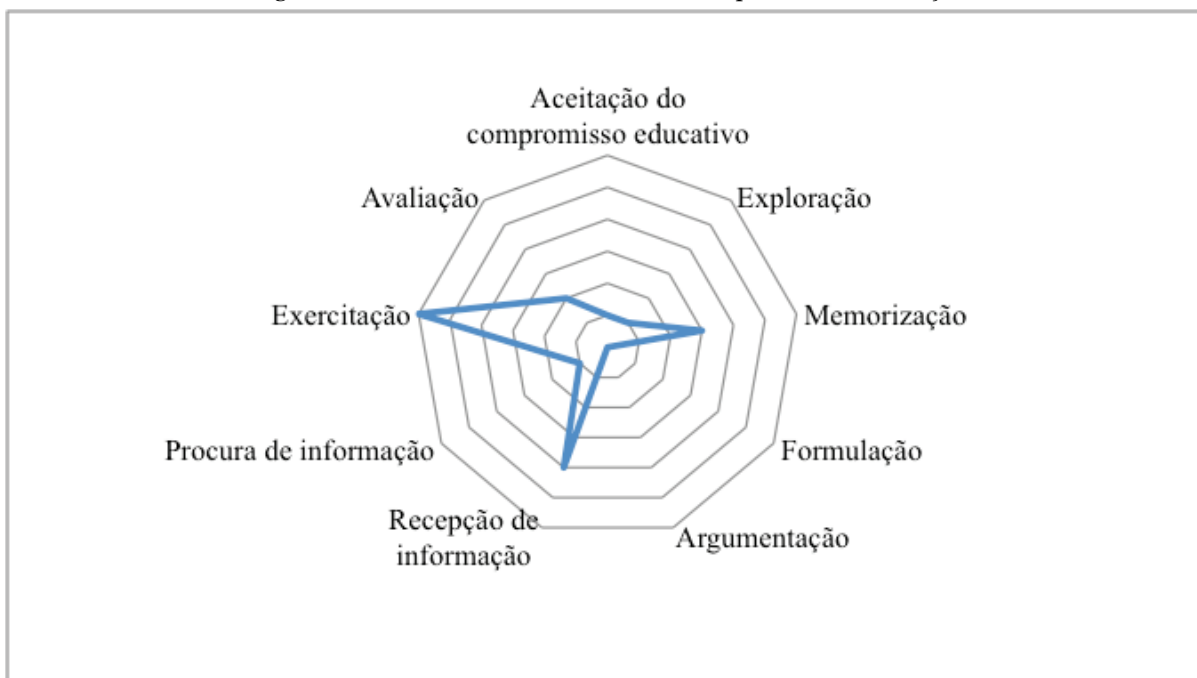 Aceitação do
compromisso educativo
Exploração
Avaliação
Memorização
Exercitação
Formulação
Procura de informação
Argumentação
Recepção de
informação